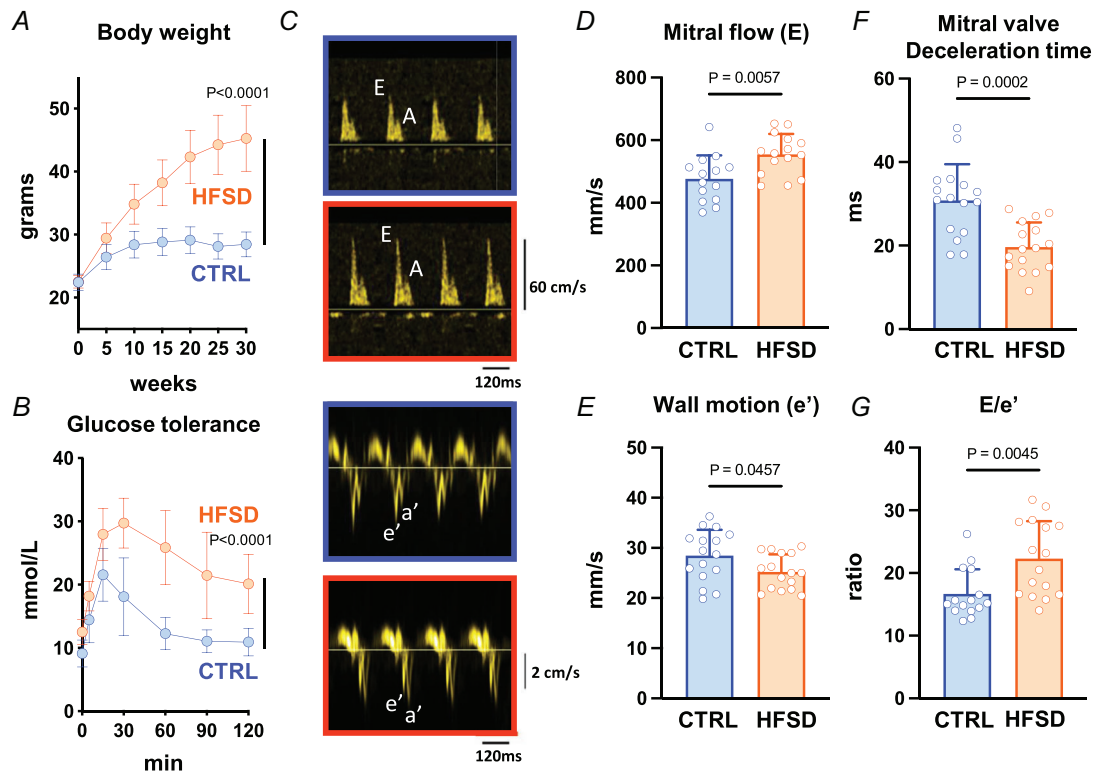 A
Body weight
50
40
30
20
grams
P<0.0001
HFSD
CTRL
0 5 10 15 20 25 30
weeks
B
Glucose tolerance
40
30
20
10
0
mmol/L
HFSD
P<0.0001
CTRL
0 30 60 90 120
min
C
E
A
E
A
60 cm/s
120ms
e’
a’
e’
a’
2 cm/s
120ms
D
Mitral flow (E)
P = 0.0057
800
600
400
200
0
mm/s
CTRL HFSD
E
Wall motion (e’)
P = 0.0457
50
40
30
20
10
0
mm/s
CTRL HFSD
F
Mitral valve
Deceleration time
P = 0.0002
60
40
20
0
ms
CTRL HFSD
G
E/e’
P = 0.0045
40
30
20
10
0
ratio
CTRL HFSD